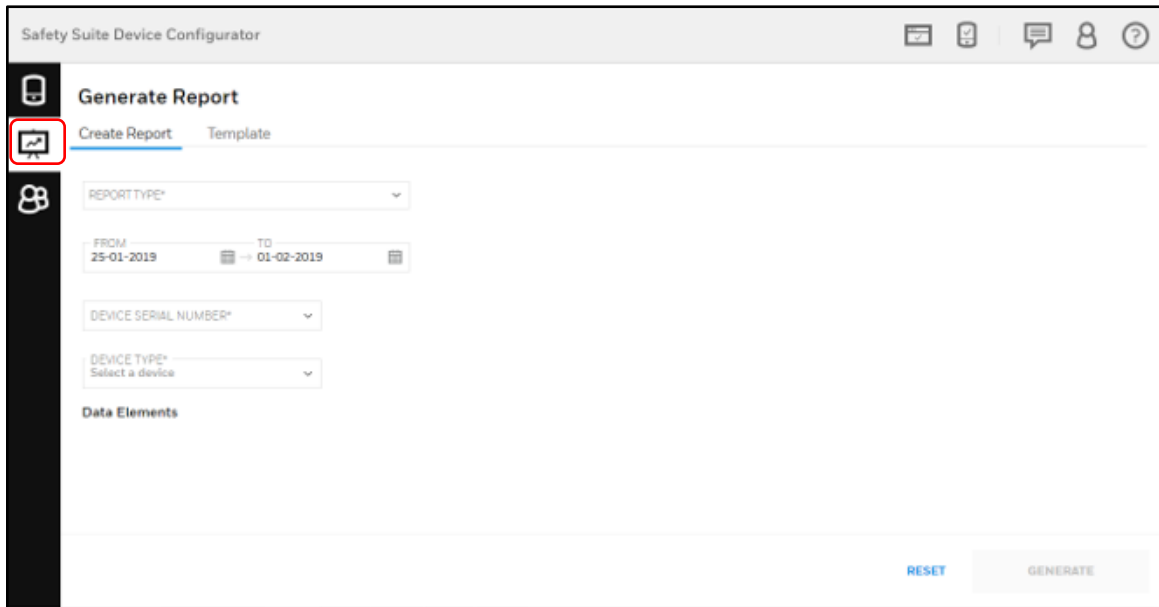 Safety Suite Device Configurator
Generate Report
Create Report Template
REPORT TYPE*
FROM TO
25-01-2019 → 01-02-2019
DEVICE SERIAL NUMBER*
DEVICE TYPE*
Select a device
Data Elements
RESET GENERATE